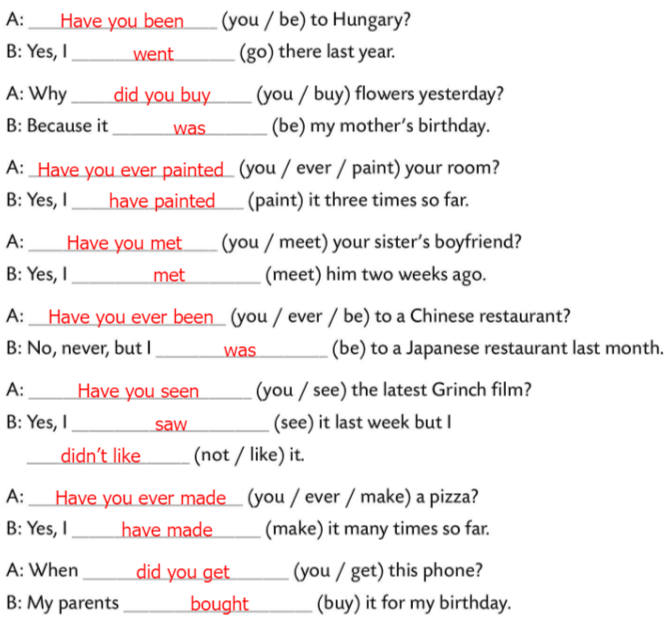 A: Have you been (you / be) to Hungary?
B: Yes, I went (go) there last year.
A: Why did you buy (you / buy) flowers yesterday?
B: Because it was (be) my mother's birthday.
A: Have you ever painted (you / ever / paint) your room?
B: Yes, I have painted (paint) it three times so far.
A: Have you met (you / meet) your sister's boyfriend?
B: Yes, I met (meet) him two weeks ago.
A: Have you ever been (you / ever / be) to a Chinese restaurant?
B: No, never, but I was (be) to a Japanese restaurant last month.
A: Have you seen (you / see) the latest Grinch film?
B: Yes, I saw (see) it last week but I
didn't like (not / like) it.
A: Have you ever made (you / ever / make) a pizza?
B: Yes, I have made (make) it many times so far.
A: When did you get (you / get) this phone?
B: My parents bought (buy) it for my birthday.